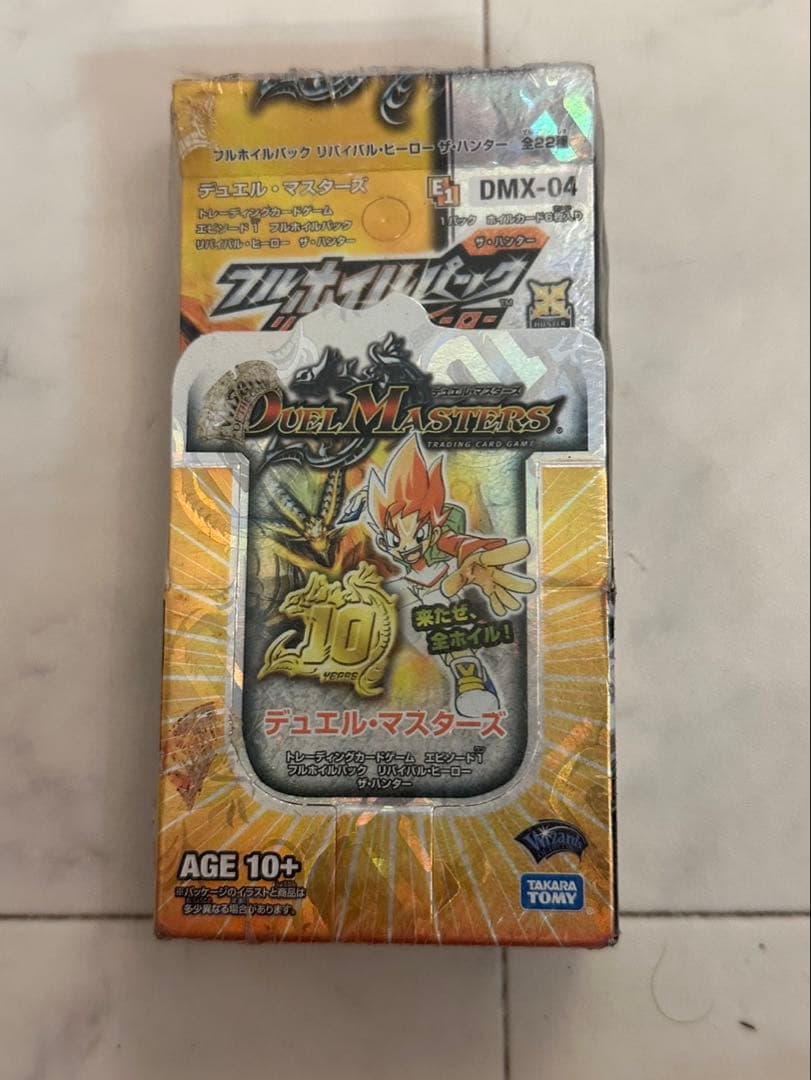 フルホイルパック リバイバル・ヒーロー ザ・ハンター 全22種
デュエル・マスターズ
E1 DMX-04
トレーディングカードゲーム
エピソード1 フルホイルパック
リバイバル・ヒーロー ザ・ハンター
1パック ホイルカード6枚入り
ザ・ハンター
フルホイルパック
TM
HUNTER
デュエル・マスターズ
DUEL MASTERS
TRADING CARD GAME
10
YEARS
来たぜ、
全ホイル!
デュエル・マスターズ
トレーディングカードゲーム エピソード1
フルホイルパック リバイバル・ヒーロー
ザ・ハンター
Wizards
AGE 10+
TAKARA
TOMY
※パッケージのイラストと商品は
多少異なる場合があります。